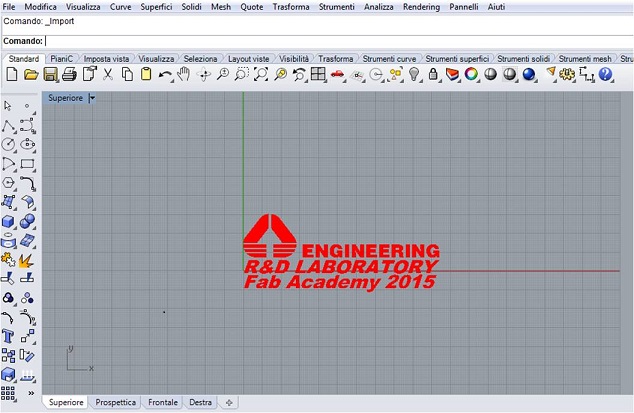 File Modifica Visualizza Curve Superfici Solidi Mesh Quote Trasforma Strumenti Analizza Rendering Pannelli Aiuti
Comando: _Import
Comando:
Standard PianiC Imposta vista Visualizza Seleziona Layout viste Visibilità Trasforma Strumenti curve Strumenti superfici Strumenti solidi Strumenti mesh Stru
Superiore
ENGINEERING
R&D LABORATORY
Fab Academy 2015
y
x
Superiore Prospettica Frontale Destra